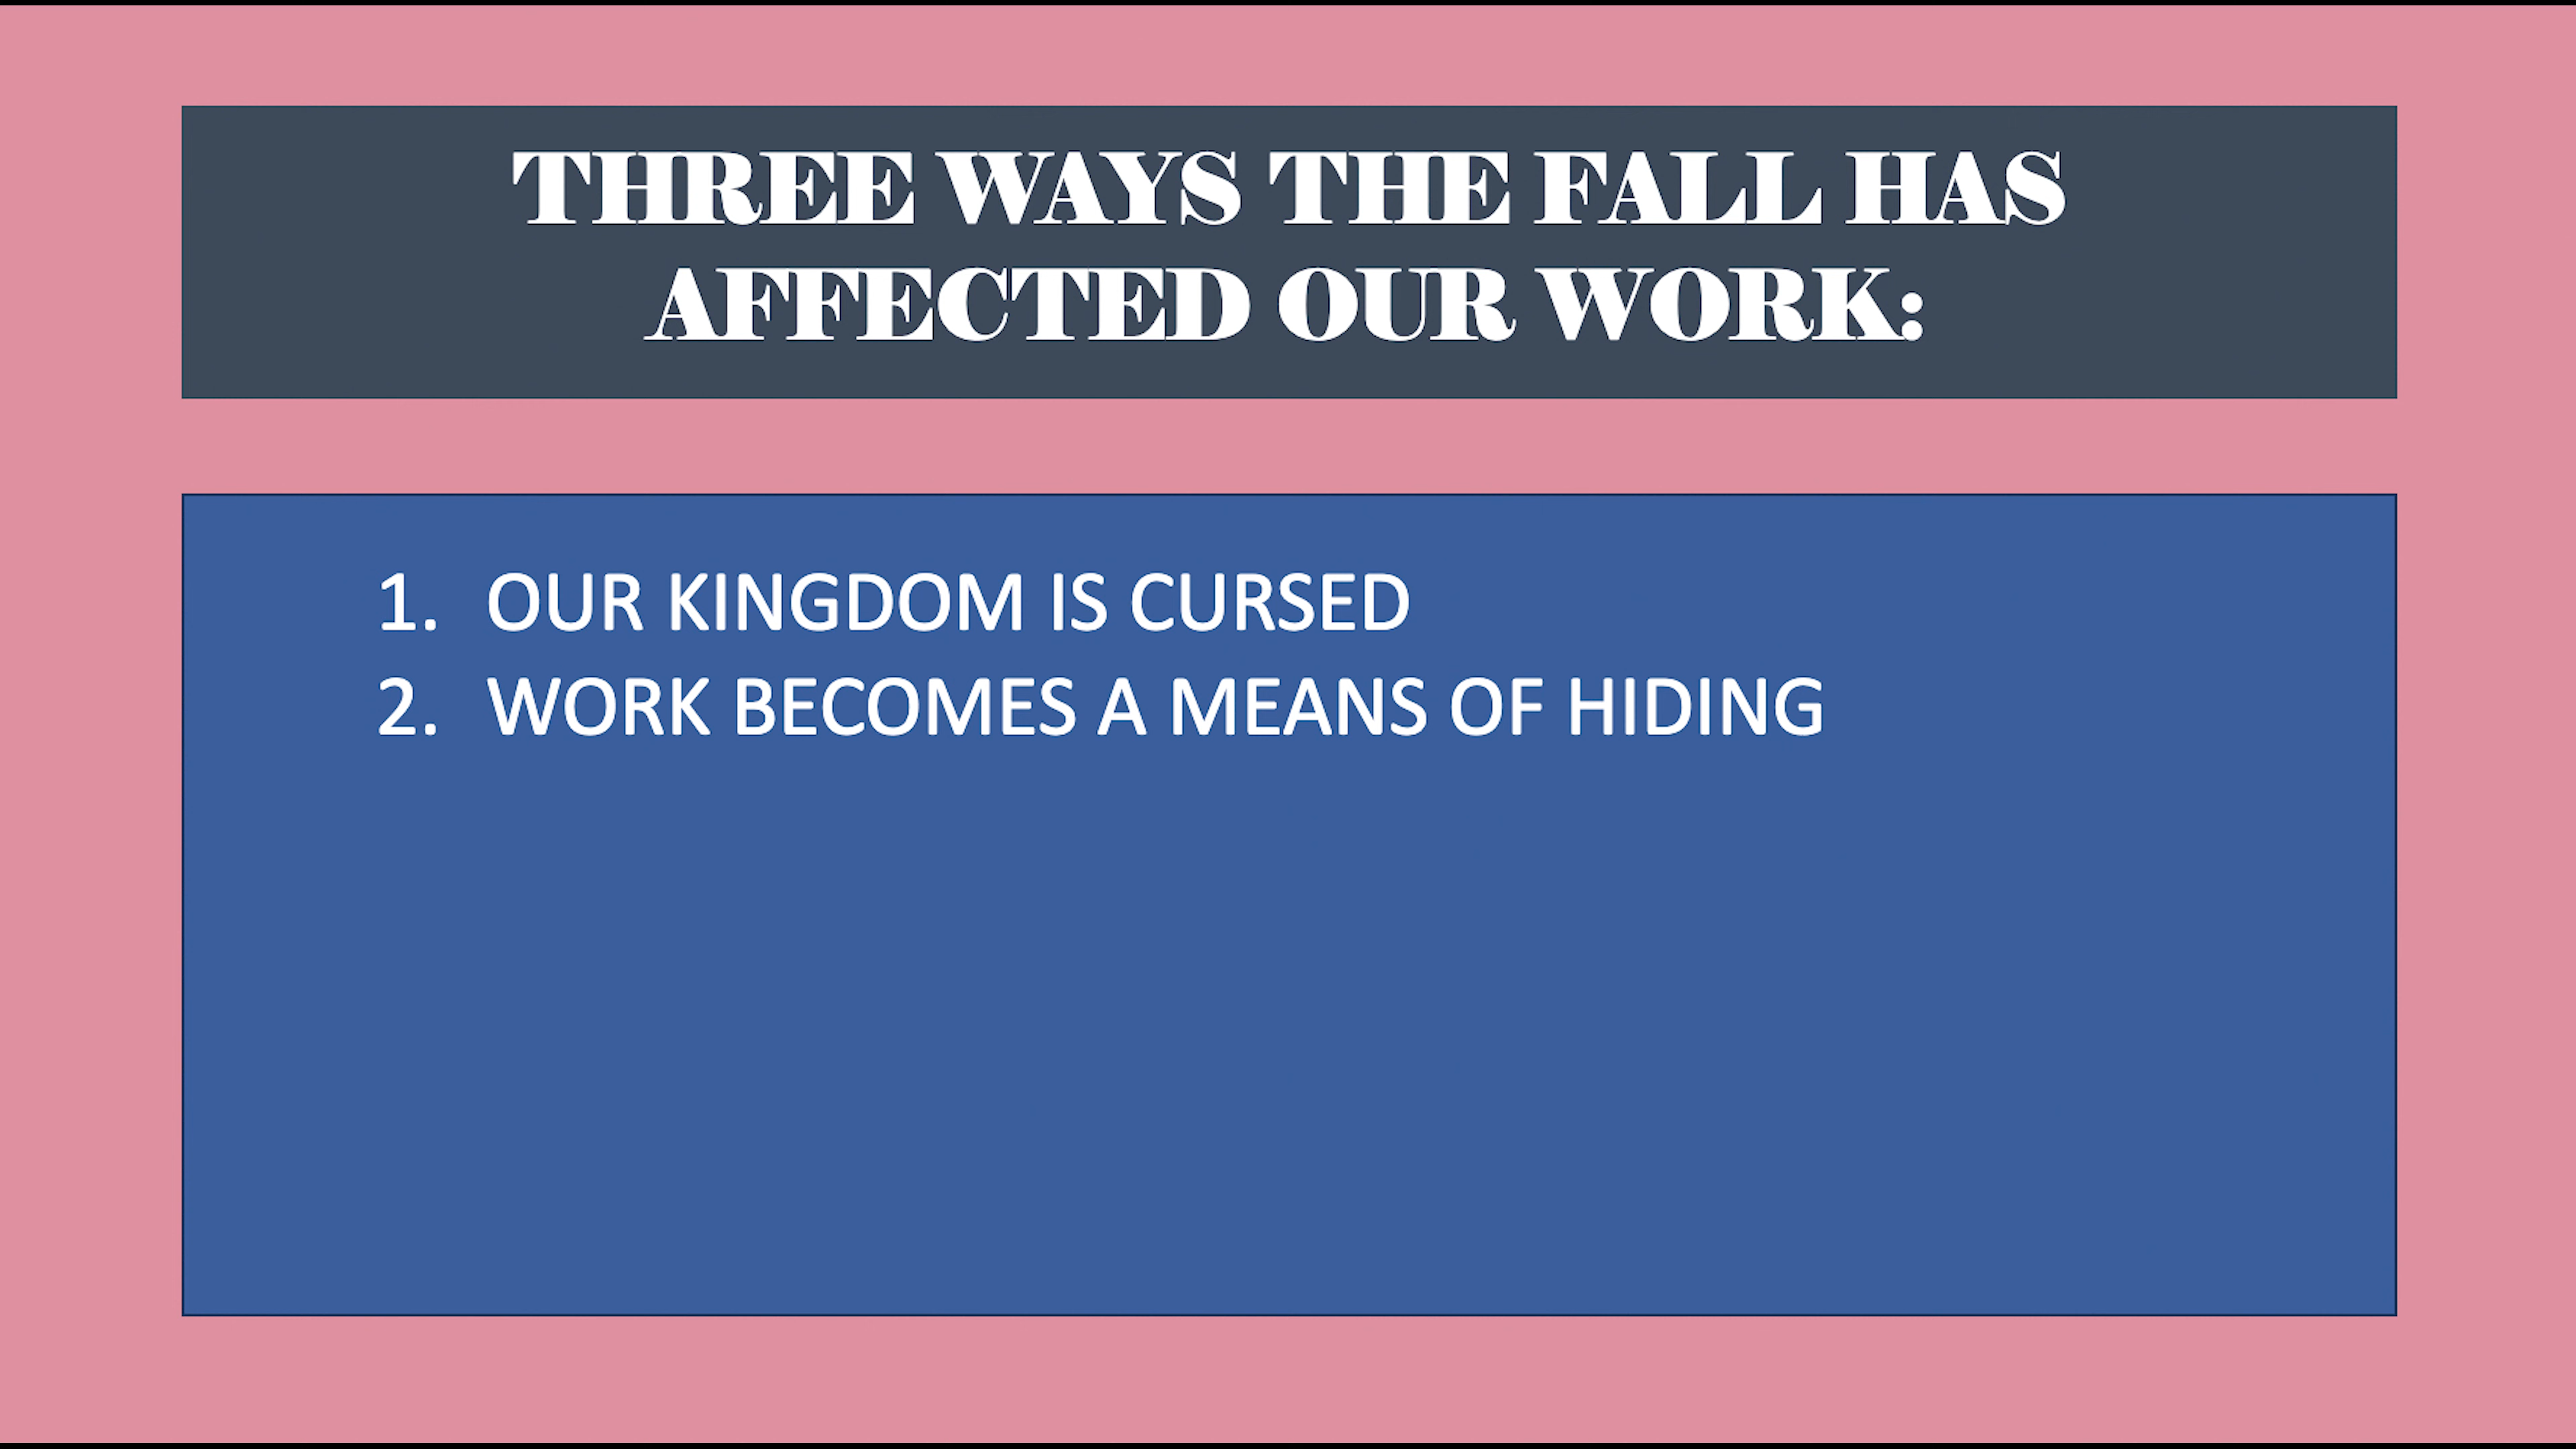 THREE WAYS THE FALL HAS
AFFECTED OUR WORK:
1. OUR KINGDOM IS CURSED
2. WORK BECOMES A MEANS OF HIDING